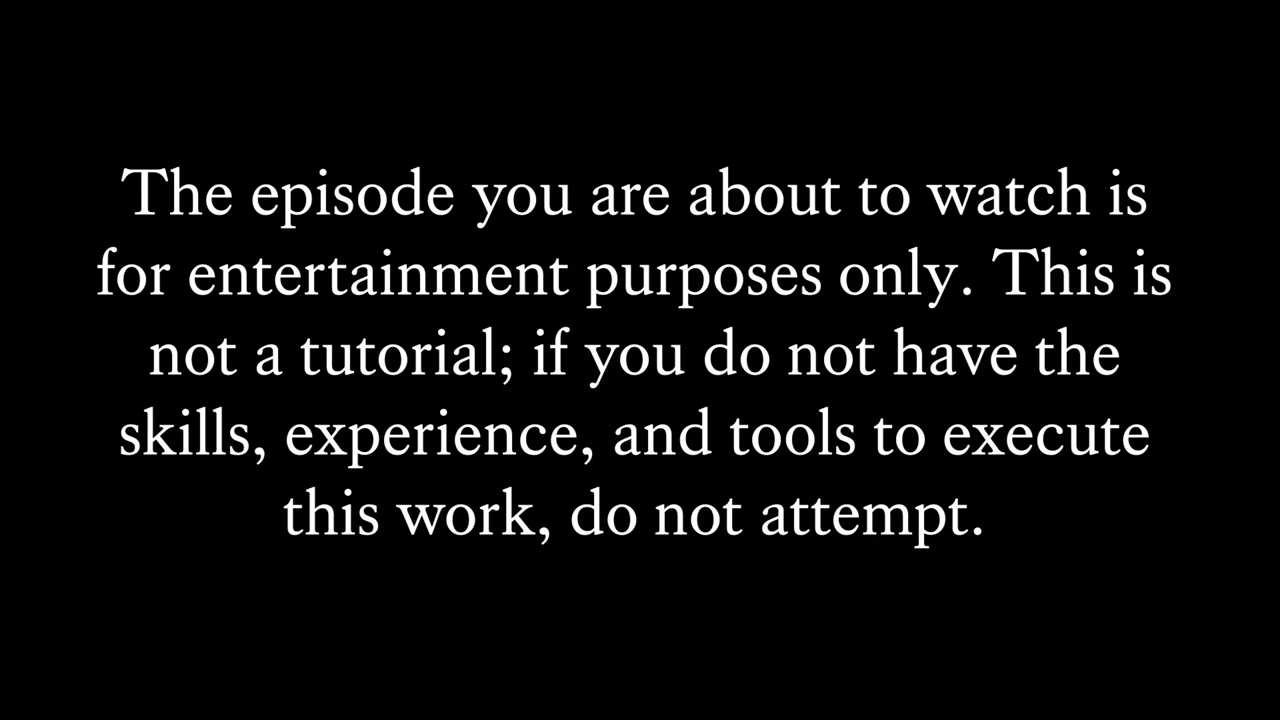 The episode you are about to watch is
for entertainment purposes only. This is
not a tutorial; if you do not have the
skills, experience, and tools to execute
this work, do not attempt.